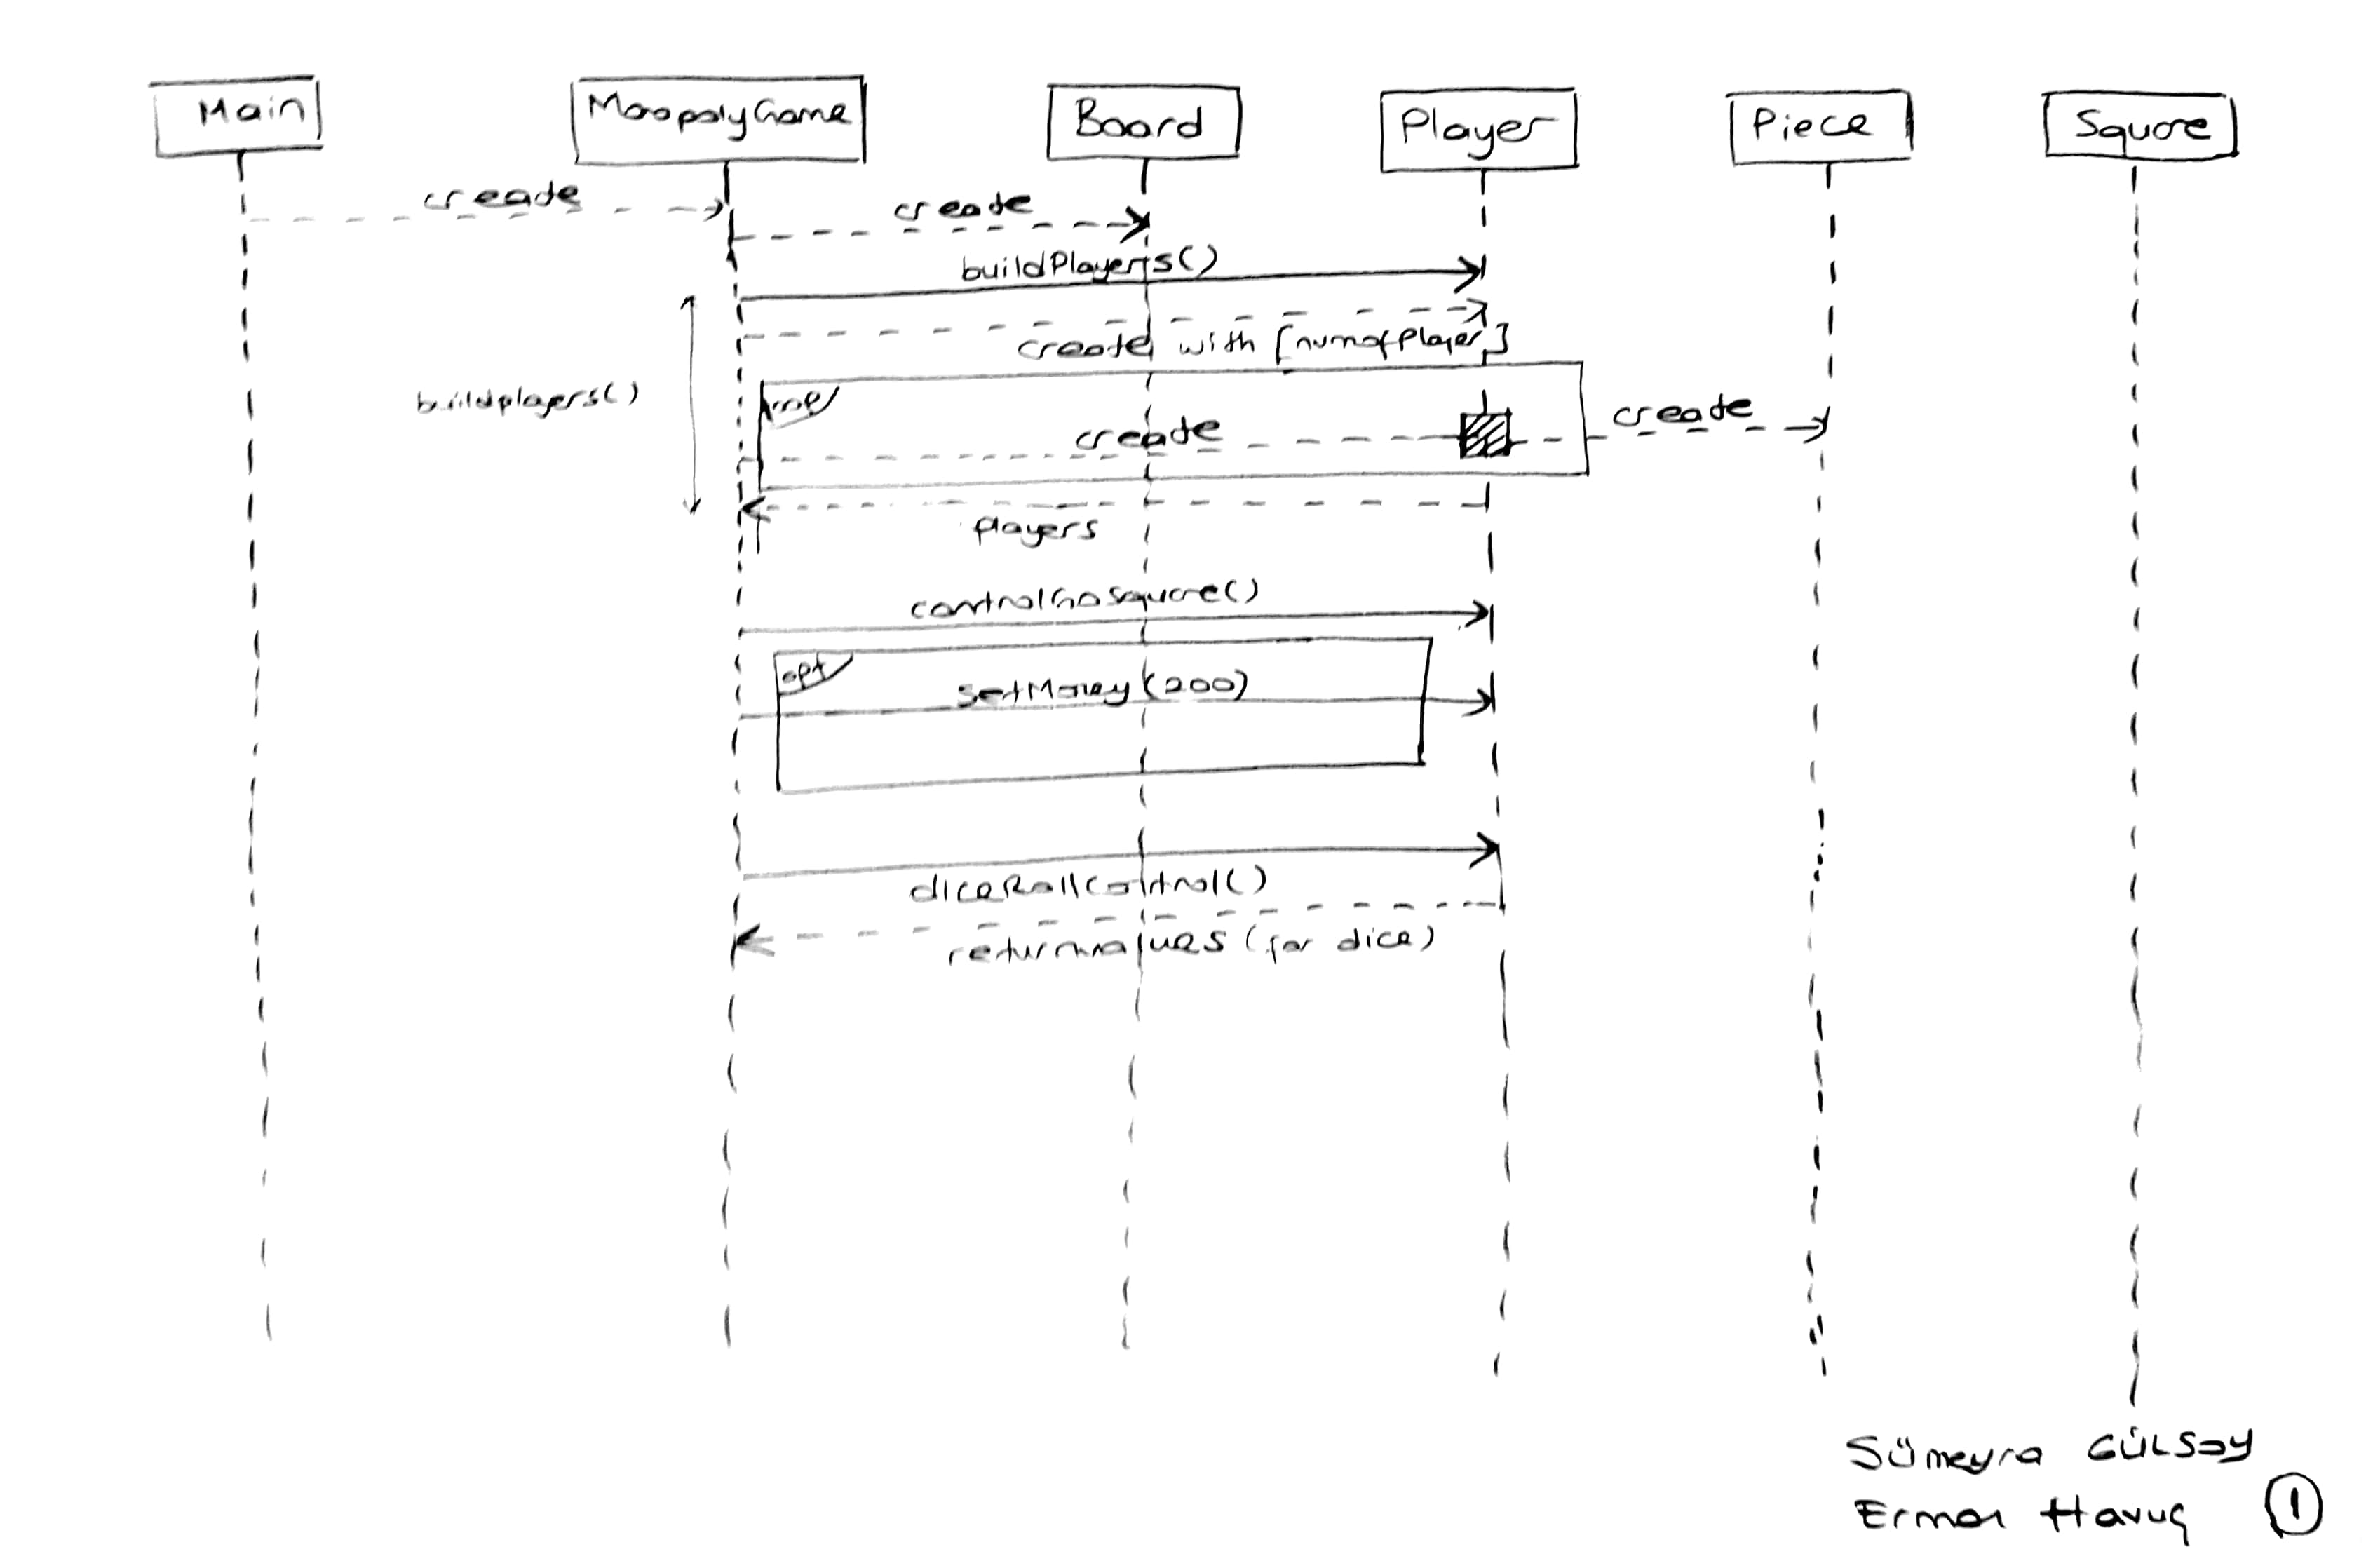 Main
MonopolyGame
Board
Player
Piece
Square
create
create
buildPlayers()
create with [numofPlayer]
buildplayers()
loop
create
create
players
controlGoSquare()
opt
setMoney(200)
diceRollControl()
returnvalues (for dice)
Sümeyra GÜLSOY
Erman Havuç
1